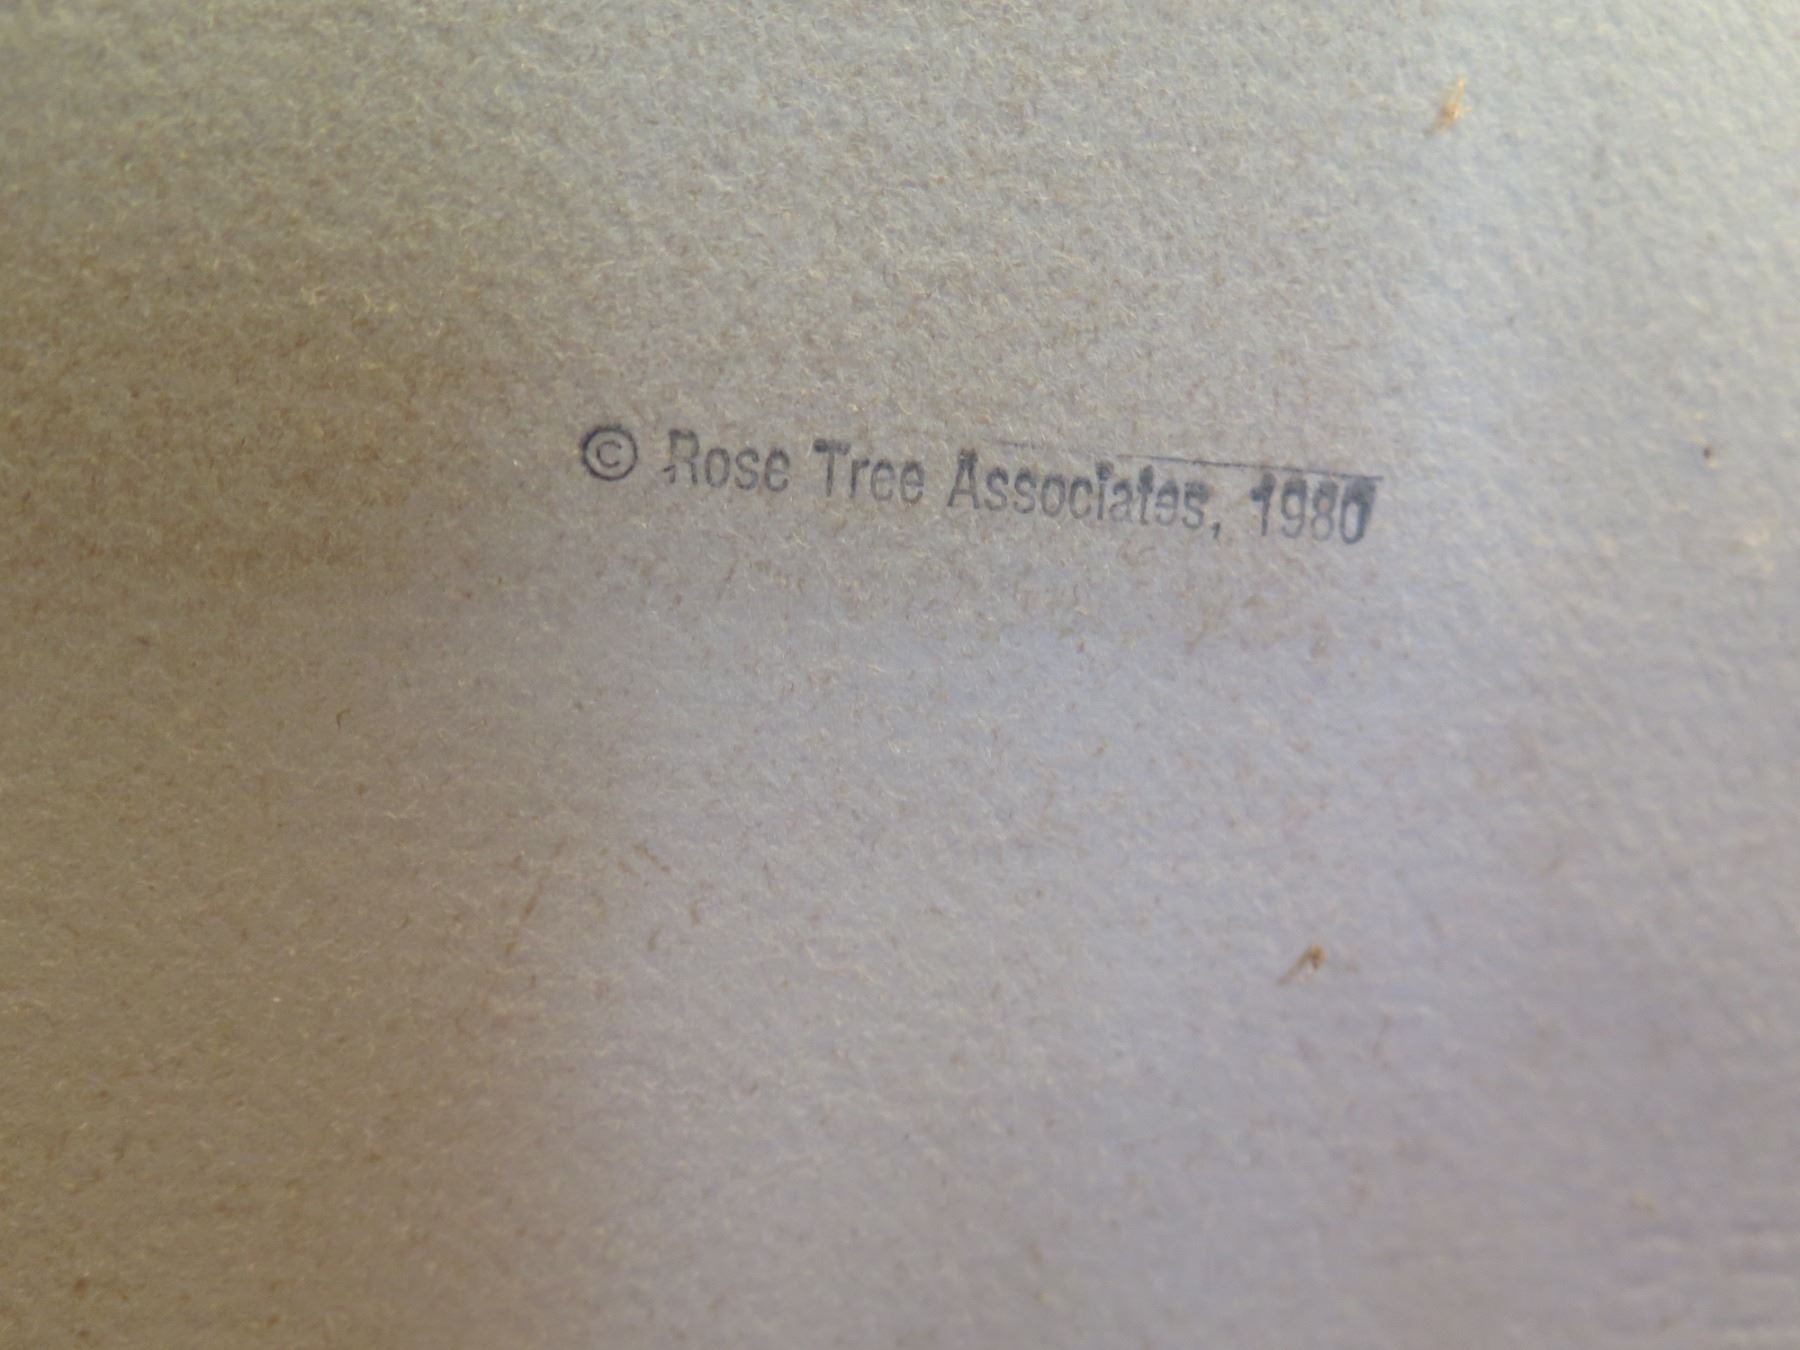 © Rose Tree Associates, 1980